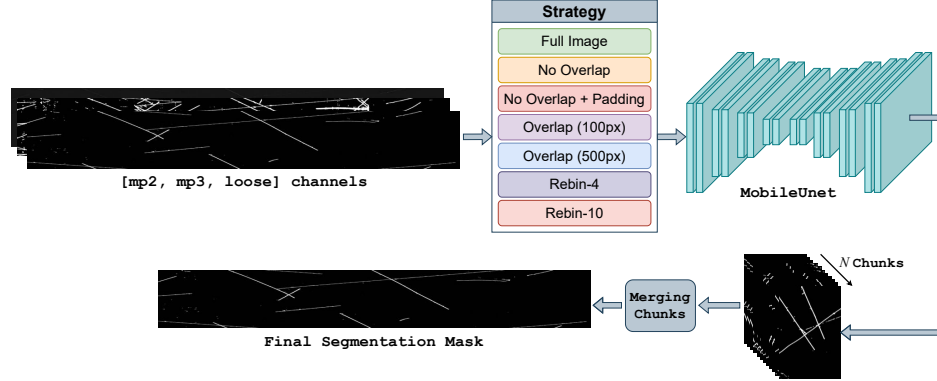 Strategy
Full Image
No Overlap
No Overlap + Padding
Overlap (100px)
Overlap (500px)
Rebin-4
Rebin-10
[mp2, mp3, loose] channels
MobileUnet
N Chunks
Merging
Chunks
Final Segmentation Mask